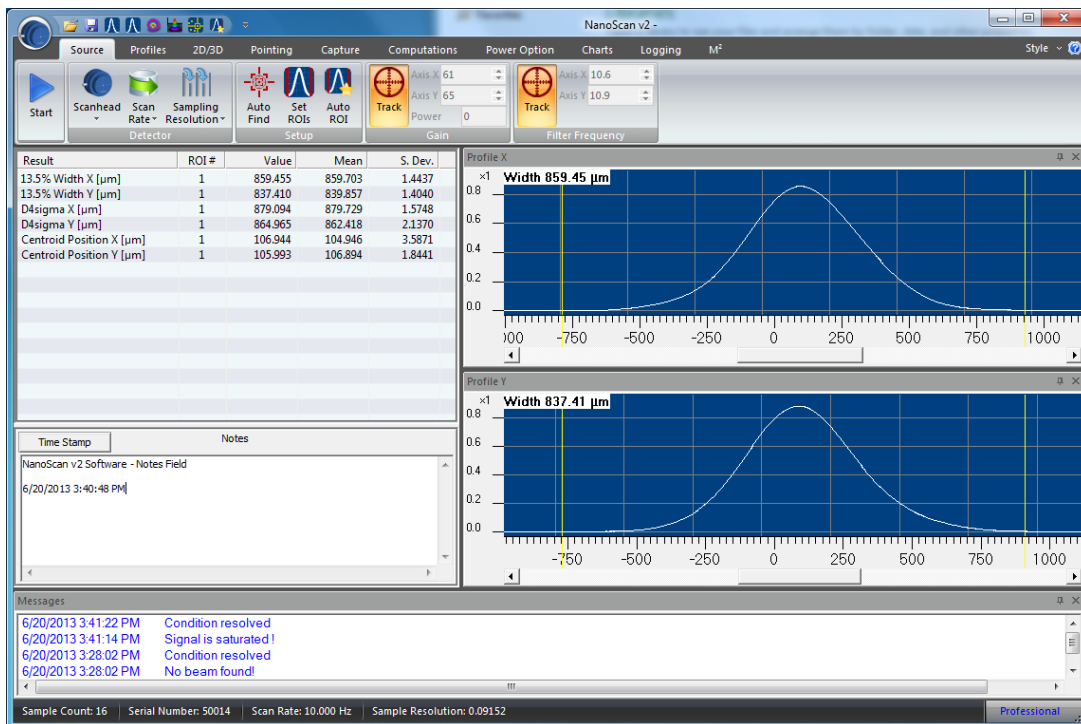 NanoScan v2 -
Source Profiles 2D/3D Pointing Capture Computations Power Option Charts Logging M² Style
Start
Scanhead
Scan Rate
Sampling Resolution
Detector
Auto Find
Set ROIs
Auto ROI
Setup
Track
Axis X 61
Axis Y 65
Power 0
Gain
Track
Axis X 10.6
Axis Y 10.9
Filter Frequency
Result ROI # Value Mean S. Dev.
13.5% Width X [µm] 1 859.455 859.703 1.4437
13.5% Width Y [µm] 1 837.410 839.857 1.4040
D4sigma X [µm] 1 879.094 879.729 1.5748
D4sigma Y [µm] 1 864.965 862.418 2.1370
Centroid Position X [µm] 1 106.944 104.946 3.5871
Centroid Position Y [µm] 1 105.993 106.894 1.8441
Profile X
×1 Width 859.45 µm
0.8
0.6
0.4
0.2
0.0
000 -750 -500 -250 0 250 500 750 1000
Profile Y
×1 Width 837.41 µm
0.8
0.6
0.4
0.2
0.0
-750 -500 -250 0 250 500 750 1000
Time Stamp Notes
NanoScan v2 Software - Notes Field
6/20/2013 3:40:48 PM
Messages
6/20/2013 3:41:22 PM Condition resolved
6/20/2013 3:41:14 PM Signal is saturated !
6/20/2013 3:28:02 PM Condition resolved
6/20/2013 3:28:02 PM No beam found!
Sample Count: 16 Serial Number: 50014 Scan Rate: 10.000 Hz Sample Resolution: 0.09152 Professional